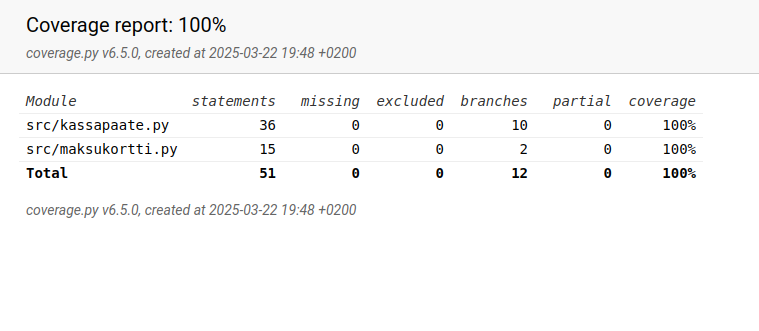 Coverage report: 100%
coverage.py v6.5.0, created at 2025-03-22 19:48 +0200
Module statements missing excluded branches partial coverage
src/kassapaate.py 36 0 0 10 0 100%
src/maksukortti.py 15 0 0 2 0 100%
Total 51 0 0 12 0 100%
coverage.py v6.5.0, created at 2025-03-22 19:48 +0200